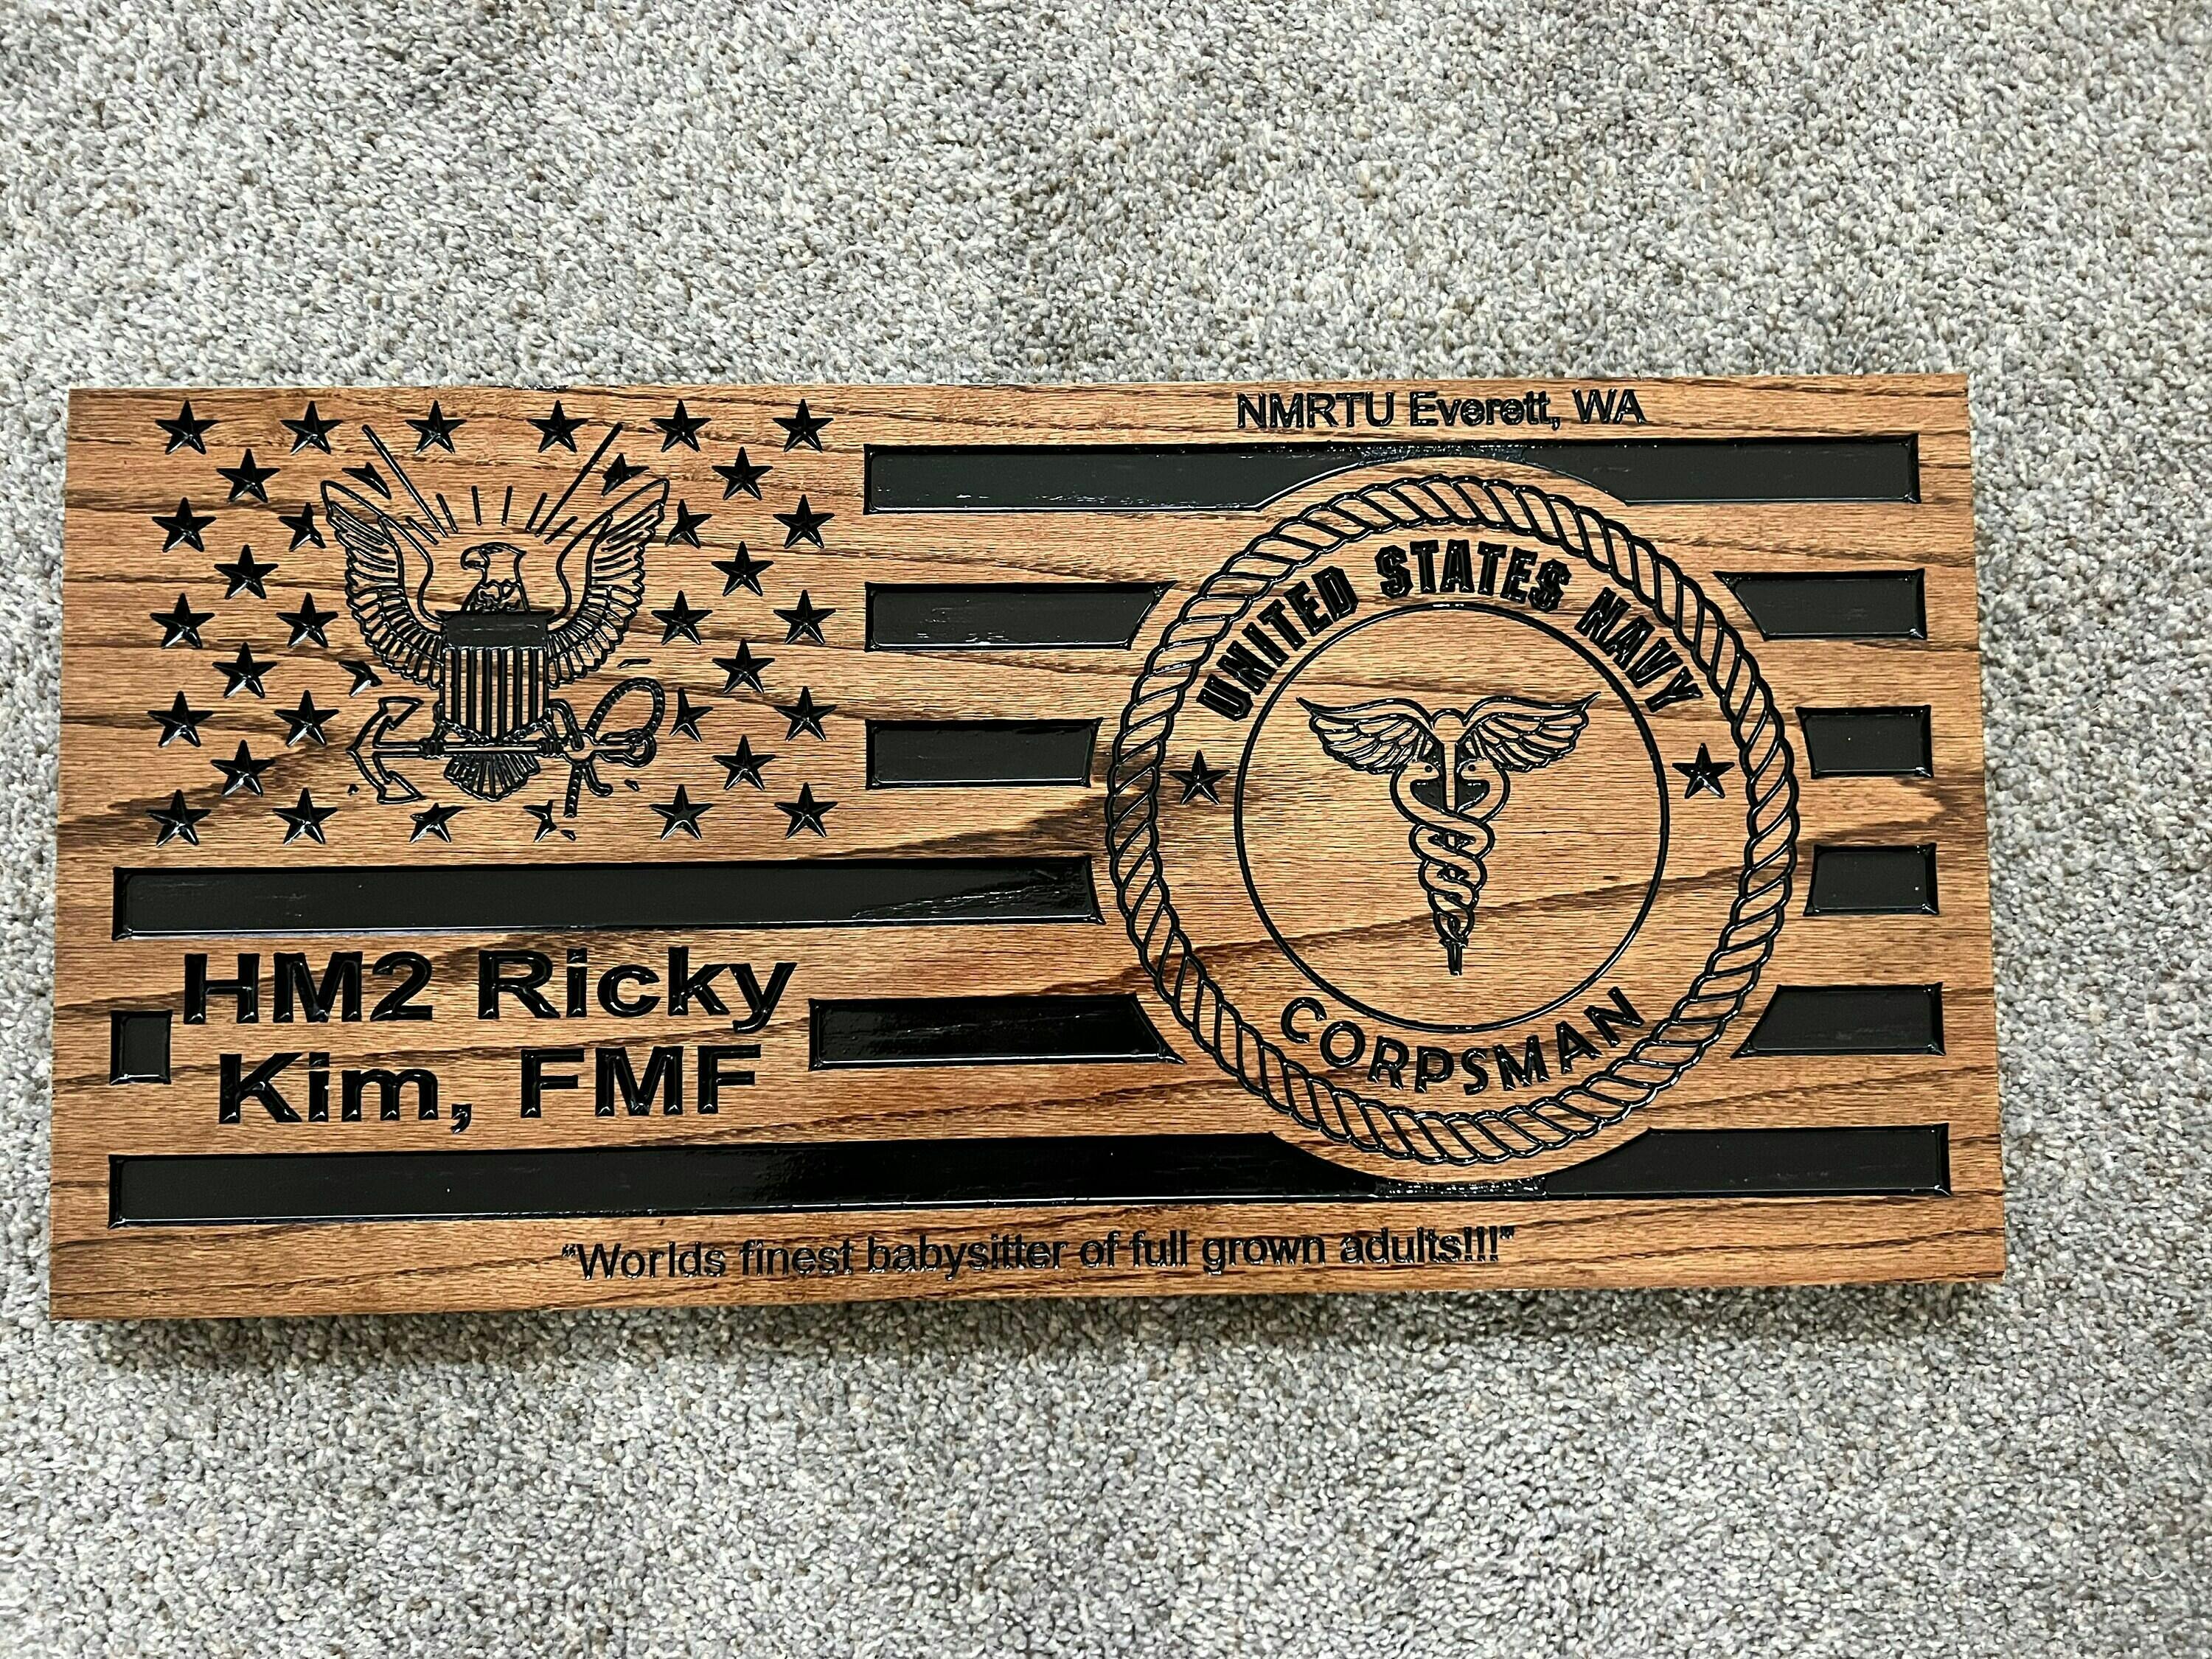 NMRTU Everett, WA
UNITED STATES NAVY
CORPSMAN
HM2 Ricky
Kim, FMF
"Worlds finest babysitter of full grown adults!!!"